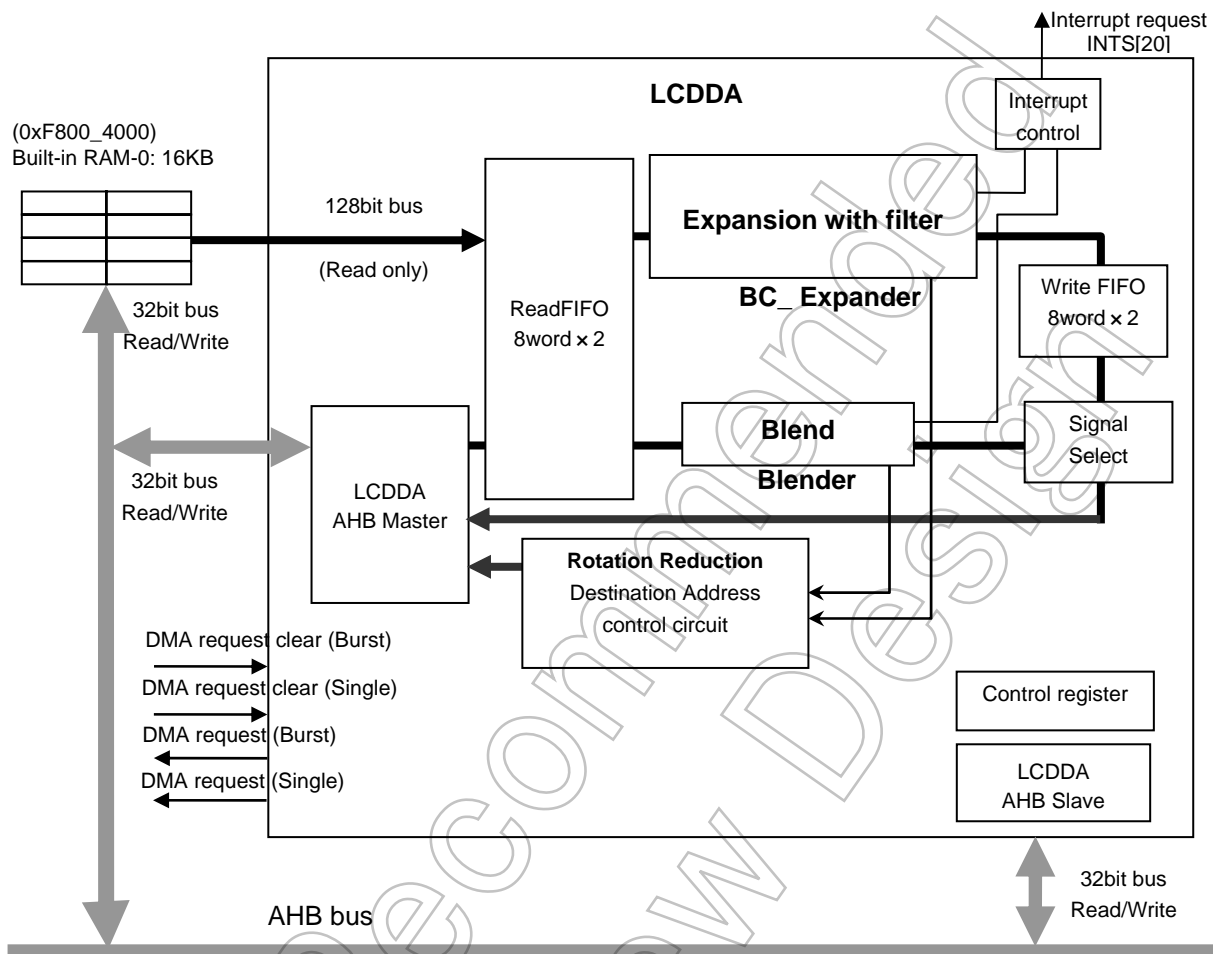 Interrupt request
INTS[20]
LCDDA
Interrupt
control
(0xF800_4000)
Built-in RAM-0: 16KB
128bit bus
(Read only)
Expansion with filter
BC_ Expander
ReadFIFO
8word × 2
Write FIFO
8word × 2
32bit bus
Read/Write
Blend
Blender
Signal
Select
32bit bus
Read/Write
LCDDA
AHB Master
Rotation Reduction
Destination Address
control circuit
DMA request clear (Burst)
DMA request clear (Single)
DMA request (Burst)
DMA request (Single)
Control register
LCDDA
AHB Slave
32bit bus
Read/Write
AHB bus
Recommended
Design